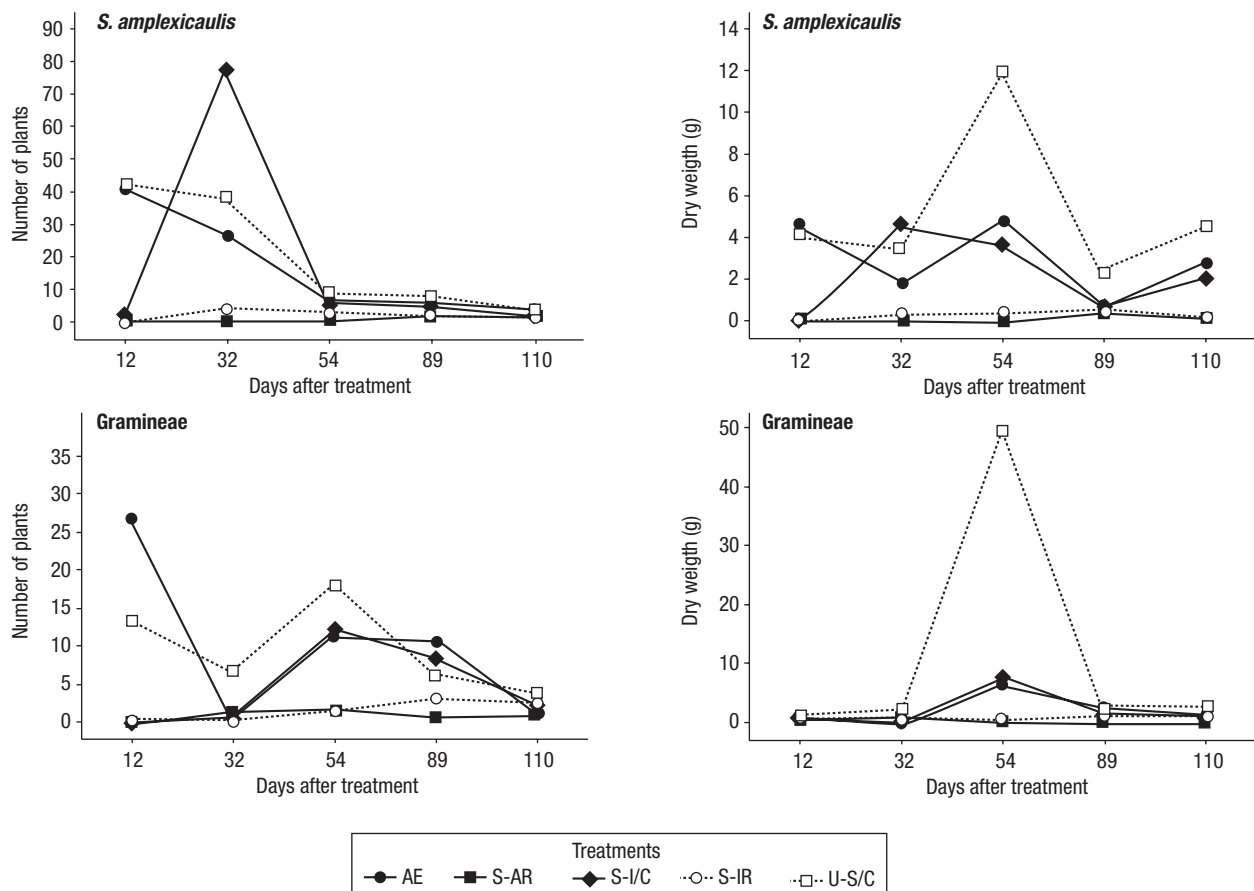 S. amplexicaulis
90
80
70
60
50
40
30
20
10
0
Number of plants
12 32 54 89 110
Days after treatment
S. amplexicaulis
14
12
10
8
6
4
2
0
Dry weigth (g)
12 32 54 89 110
Days after treatment
Gramineae
35
30
25
20
15
10
5
0
Number of plants
12 32 54 89 110
Days after treatment
Gramineae
50
40
30
20
10
0
Dry weigth (g)
12 32 54 89 110
Days after treatment
Treatments
AE S-AR S-I/C S-IR U-S/C